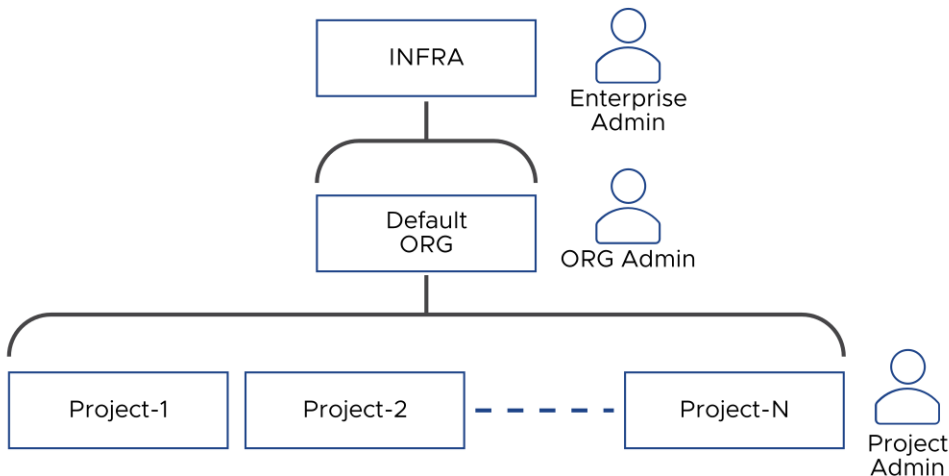 INFRA
Enterprise
Admin
Default
ORG
ORG Admin
Project-1
Project-2
Project-N
Project
Admin